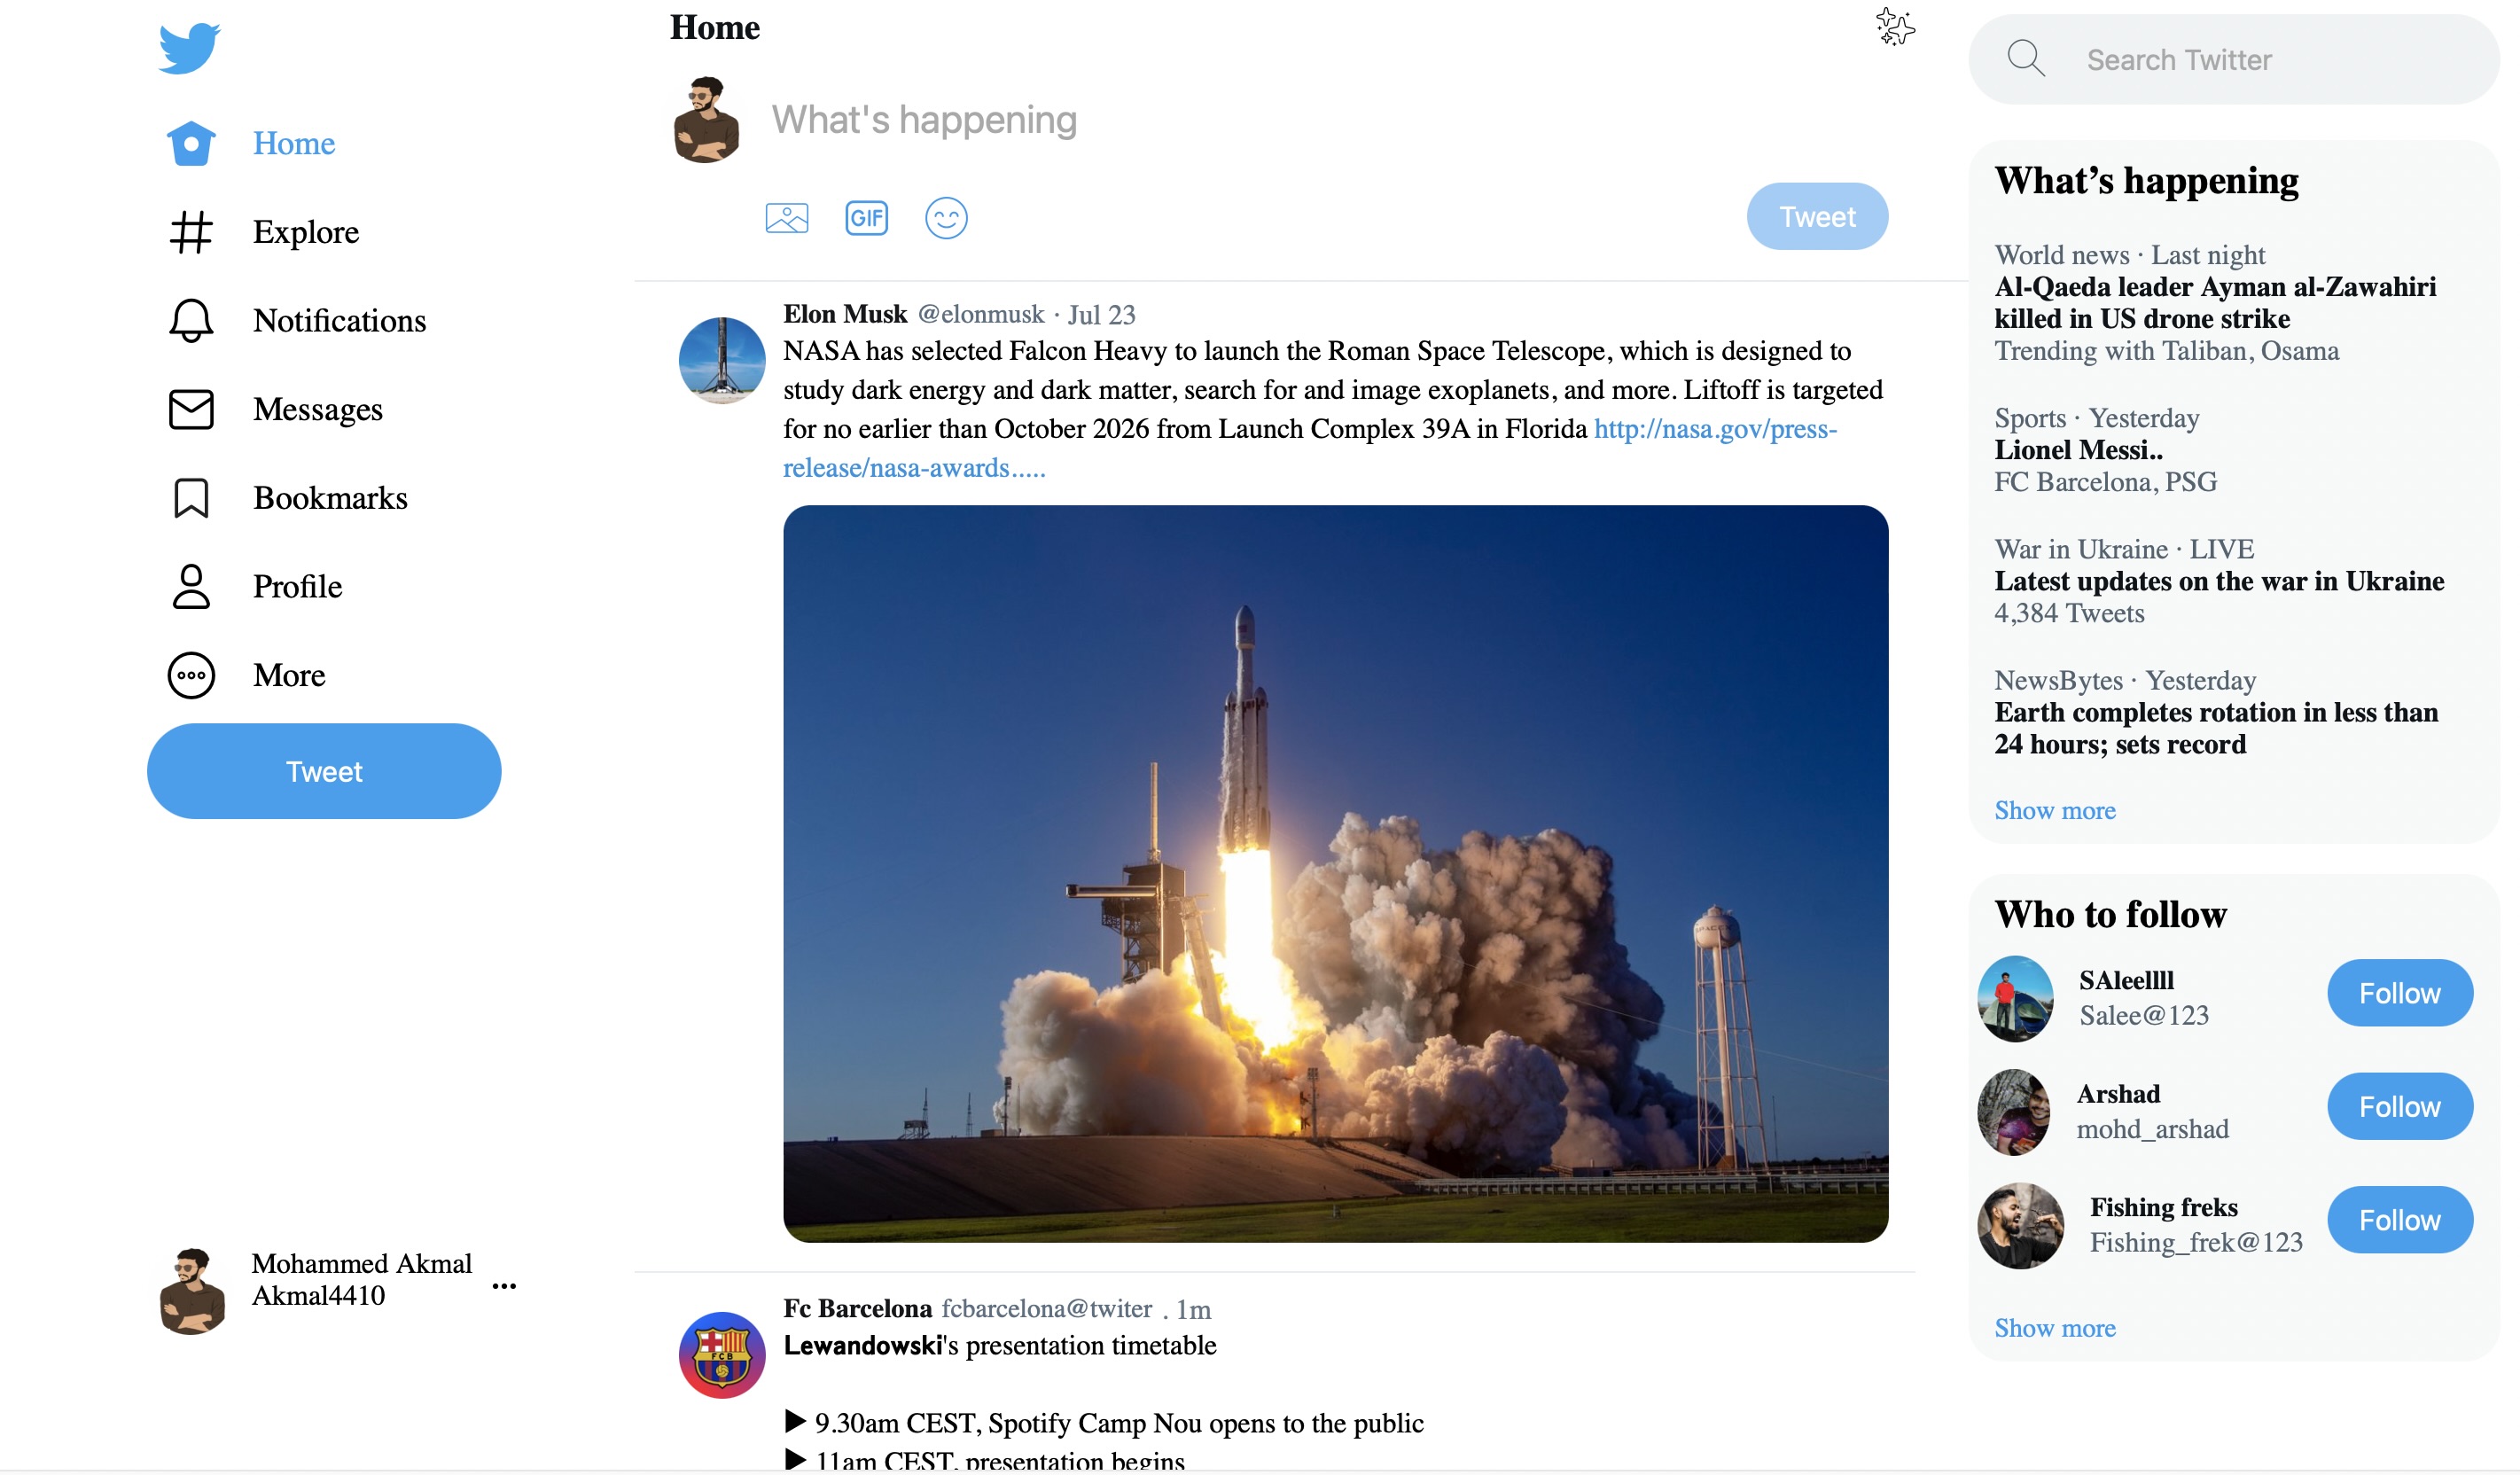 Home
Explore
Notifications
Messages
Bookmarks
Profile
More
Tweet
Mohammed Akmal
Akmal4410
Home
What's happening
GIF
Tweet
Elon Musk @elonmusk · Jul 23
NASA has selected Falcon Heavy to launch the Roman Space Telescope, which is designed to
study dark energy and dark matter, search for and image exoplanets, and more. Liftoff is targeted
for no earlier than October 2026 from Launch Complex 39A in Florida http://nasa.gov/press-
release/nasa-awards.....
SPACEX
Fc Barcelona fcbarcelona@twiter . 1m
Lewandowski's presentation timetable
FCB
▶ 9.30am CEST, Spotify Camp Nou opens to the public
▶ 11am CEST, presentation begins
Search Twitter
What’s happening
World news · Last night
Al-Qaeda leader Ayman al-Zawahiri
killed in US drone strike
Trending with Taliban, Osama
Sports · Yesterday
Lionel Messi..
FC Barcelona, PSG
War in Ukraine · LIVE
Latest updates on the war in Ukraine
4,384 Tweets
NewsBytes · Yesterday
Earth completes rotation in less than
24 hours; sets record
Show more
Who to follow
SAleellll
Salee@123
Follow
Arshad
mohd_arshad
Follow
Fishing freks
Fishing_frek@123
Follow
Show more